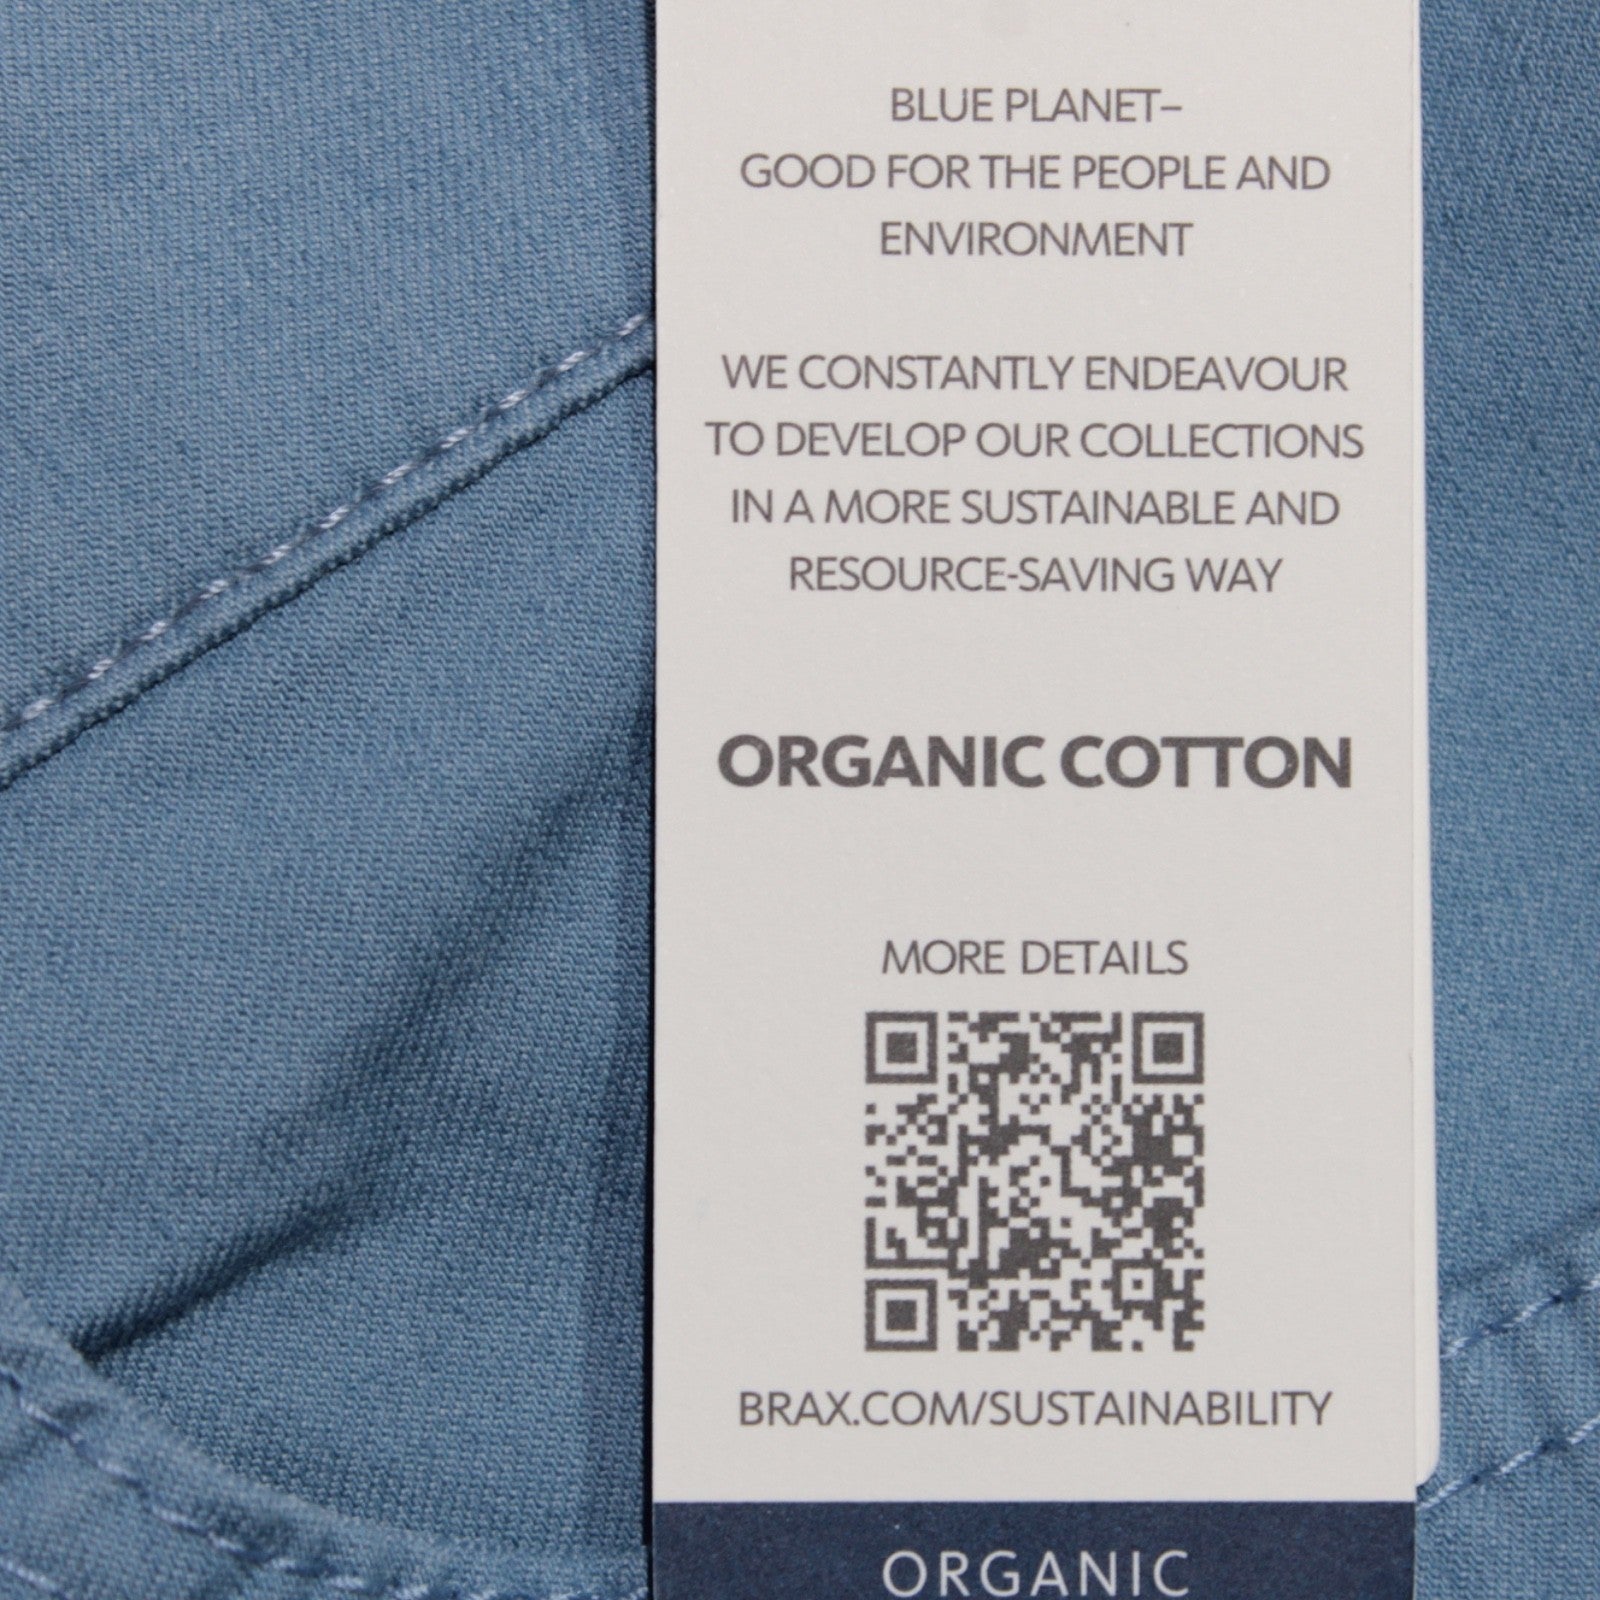 BLUE PLANET–
GOOD FOR THE PEOPLE AND
ENVIRONMENT
WE CONSTANTLY ENDEAVOUR
TO DEVELOP OUR COLLECTIONS
IN A MORE SUSTAINABLE AND
RESOURCE-SAVING WAY
ORGANIC COTTON
MORE DETAILS
BRAX.COM/SUSTAINABILITY
ORGANIC